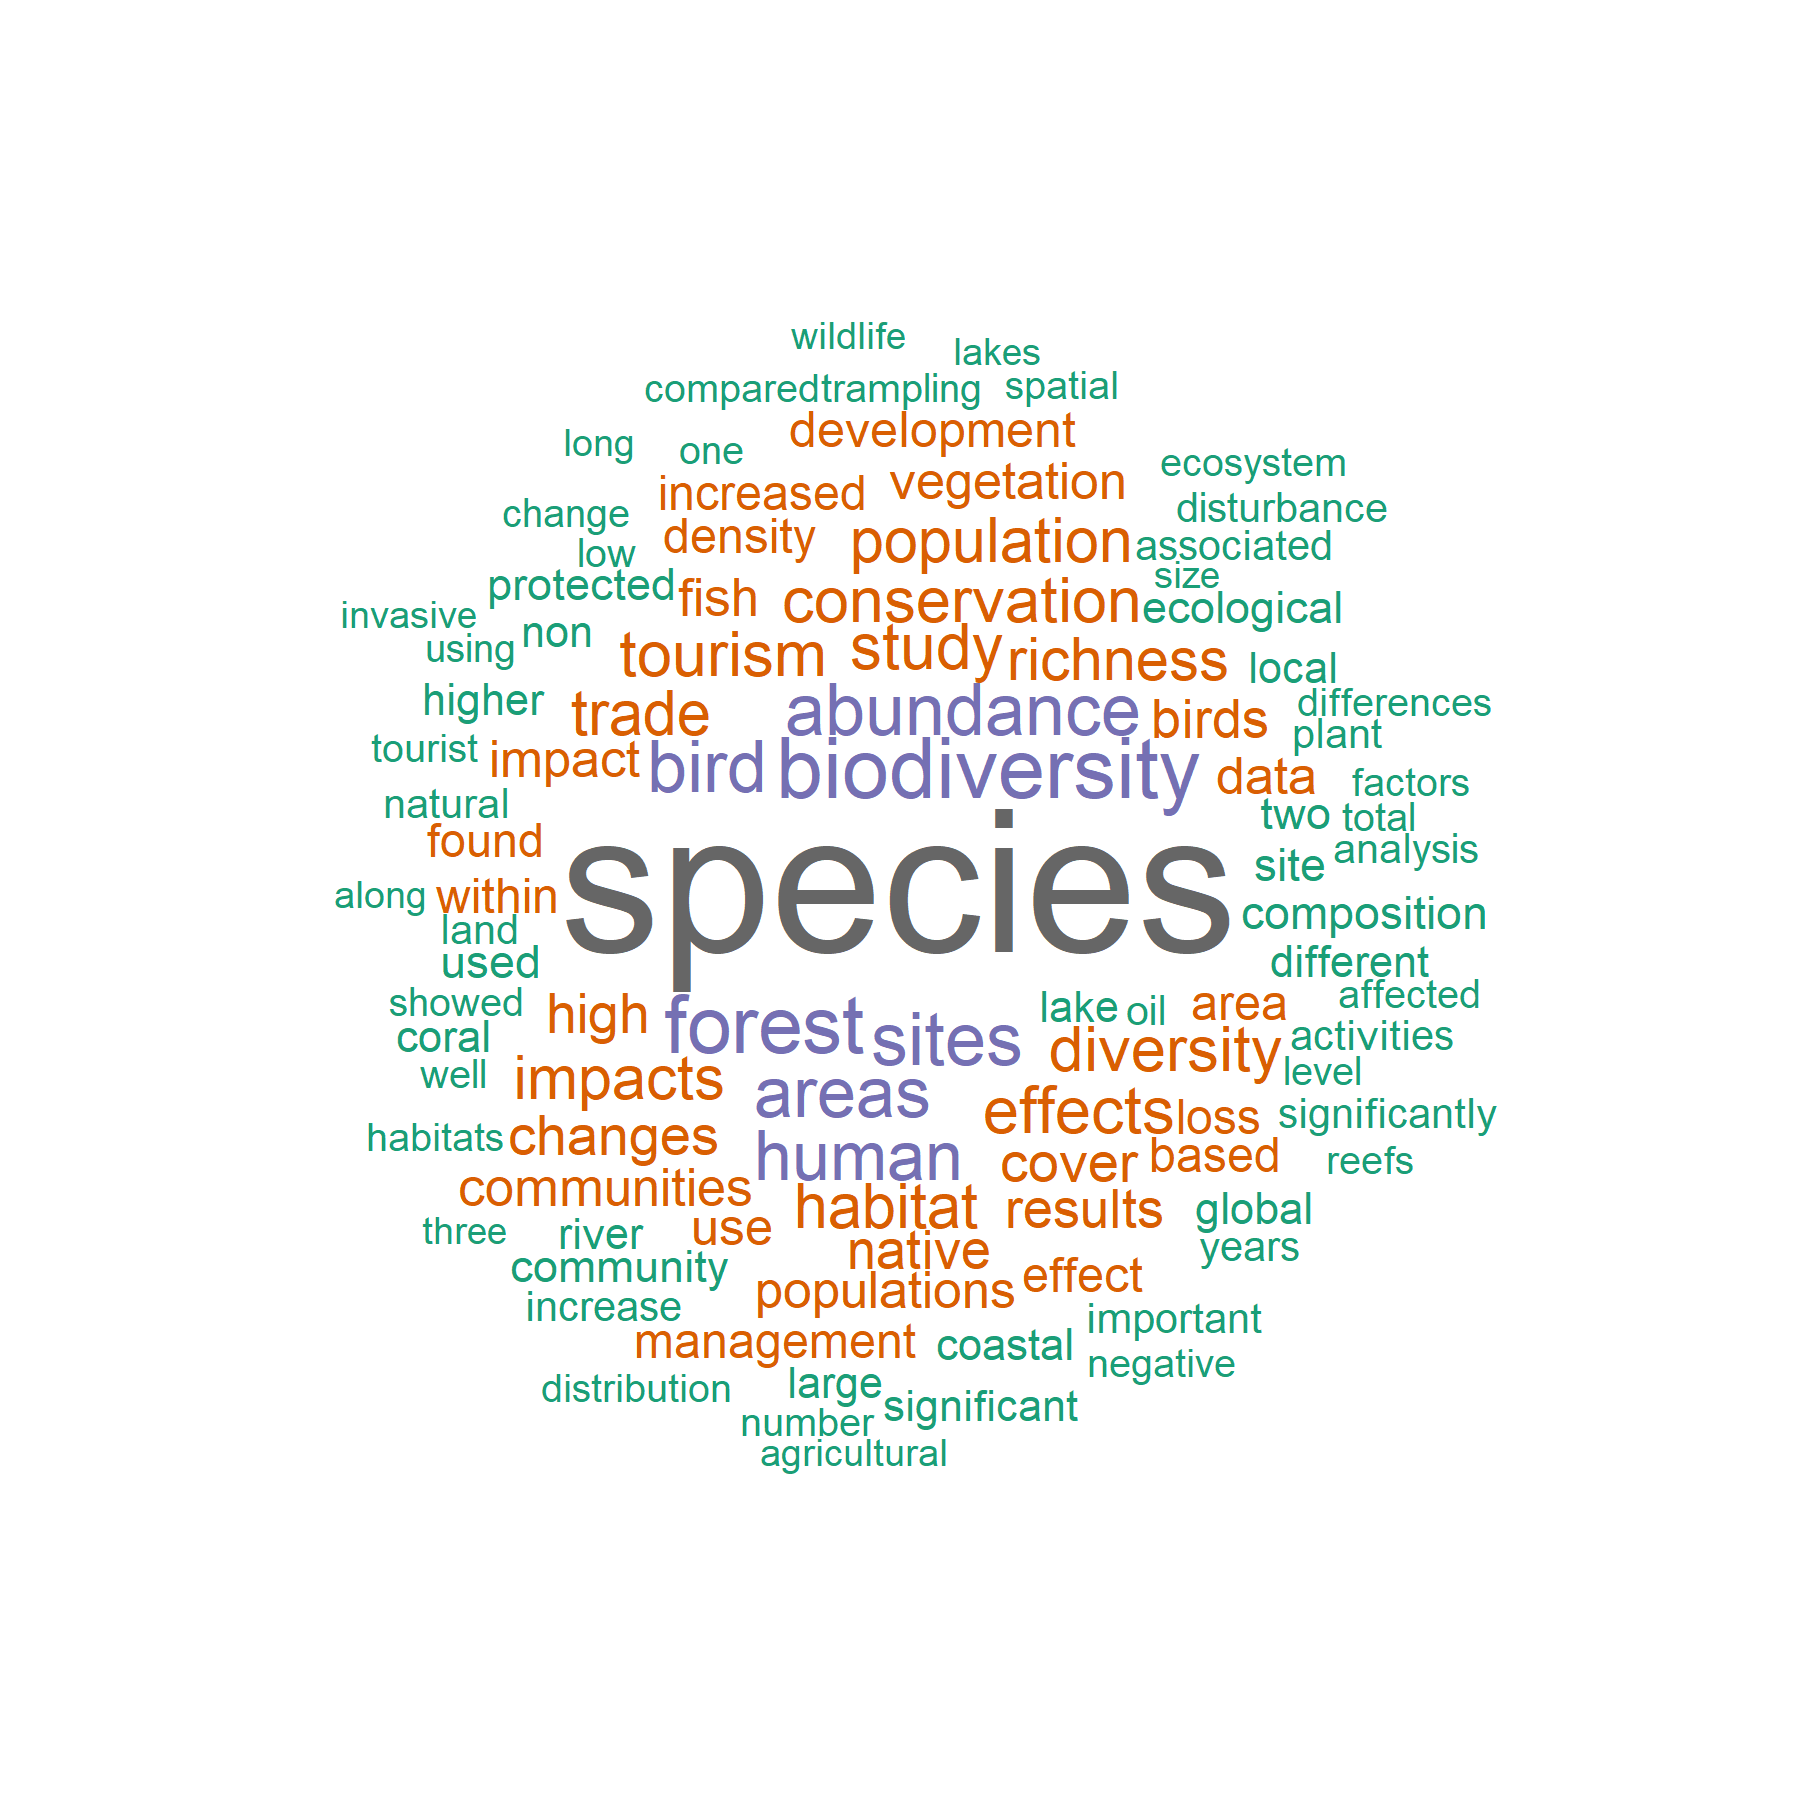 wildlife
lakes
comparedtrampling spatial
development
long one
ecosystem
increased vegetation
change density disturbance
low population associated
protected fish conservation size
invasive non ecological
using tourism study richness local
higher trade abundance birds differences
tourist impact bird biodiversity data plant
natural factors
found two total
species site analysis
along within composition
land
used different
showed high forest sites lake oil area affected
coral diversity activities
well impacts areas level
effects loss significantly
habitats changes human cover based reefs
communities habitat results global
three river use native years
community populations effect
increase important
management coastal negative
distribution large significant
number
agricultural